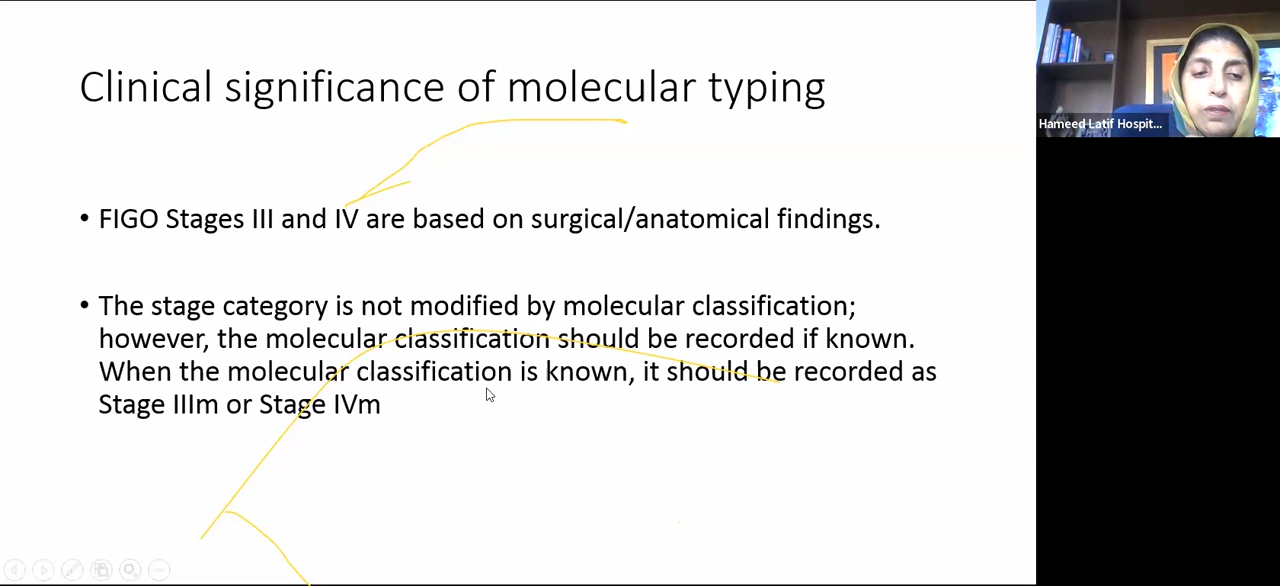 Clinical significance of molecular typing
• FIGO Stages III and IV are based on surgical/anatomical findings.
• The stage category is not modified by molecular classification;
however, the molecular classification should be recorded if known.
When the molecular classification is known, it should be recorded as
Stage IIIm or Stage IVm
Hameed Latif Hospit...